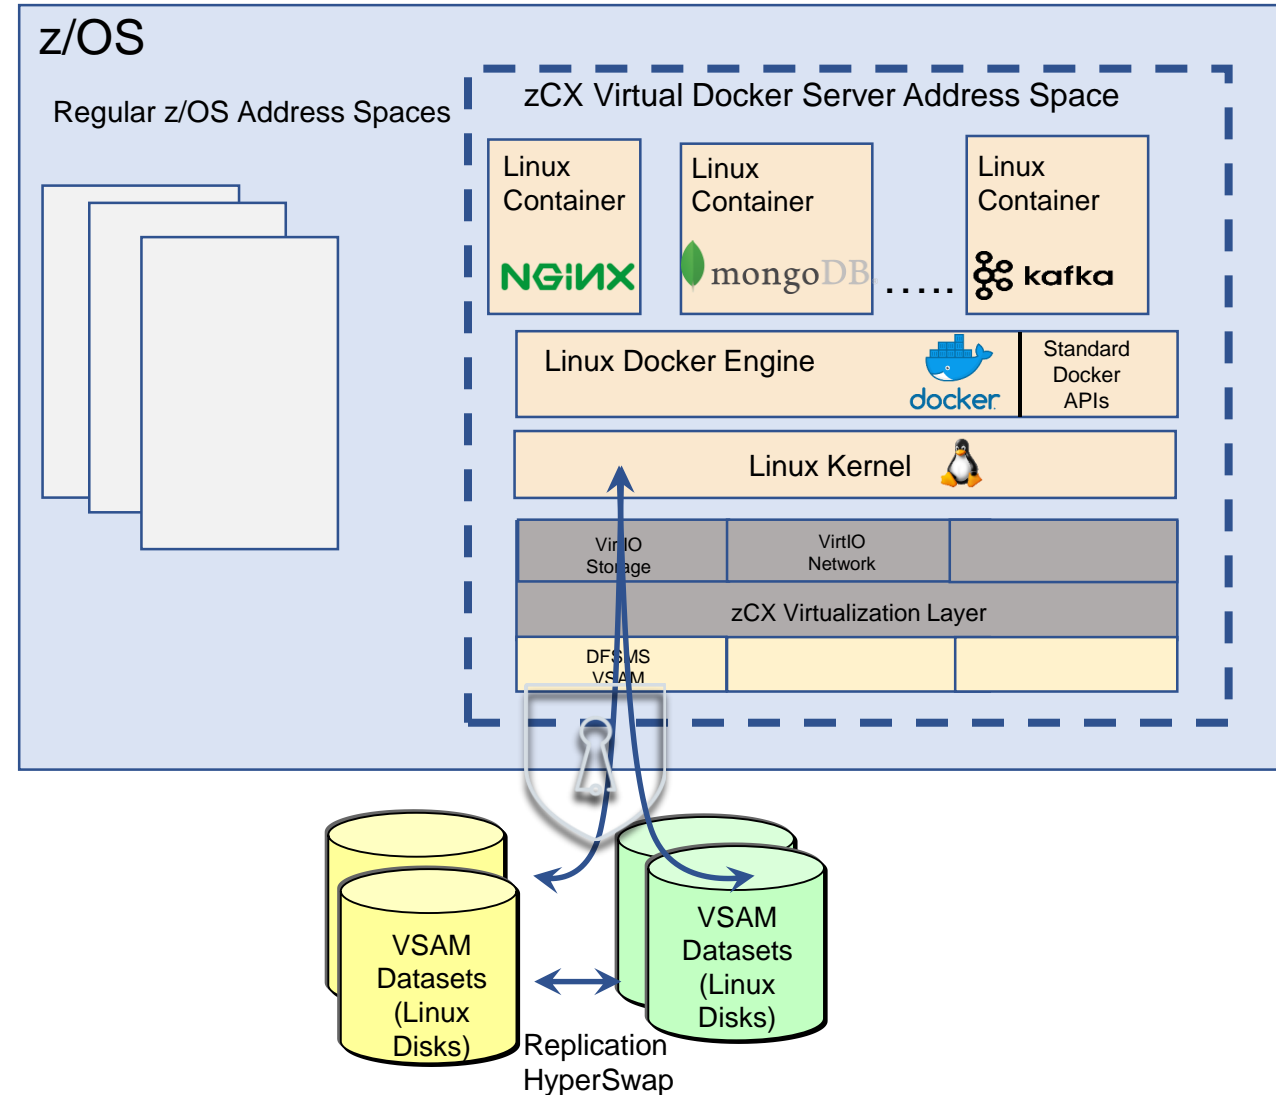 z/OS
Regular z/OS Address Spaces
zCX Virtual Docker Server Address Space
Linux
Container
NGINX
Linux
Container
mongoDB
.....
Linux
Container
kafka
Linux Docker Engine
docker
Standard
Docker
APIs
Linux Kernel
VirtIO
Storage
VirtIO
Network
zCX Virtualization Layer
DFSMS
VSAM
VSAM
Datasets
(Linux
Disks)
VSAM
Datasets
(Linux
Disks)
Replication
HyperSwap